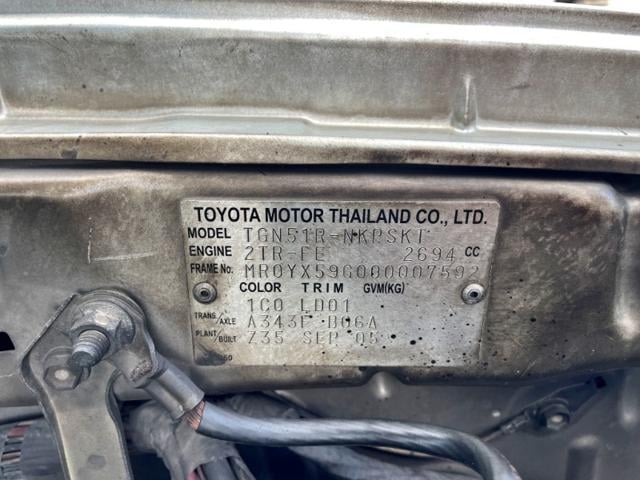 TOYOTA MOTOR THAILAND CO., LTD.
MODEL TGN51R-NKPSKT
ENGINE 2TR-FE 2694 CC
FRAME No. MR0YX59G000007592
COLOR TRIM GVM(KG)
1C0 LD01
TRANS/AXLE A343F B06A
PLANT/BUILT Z35 SEP 05